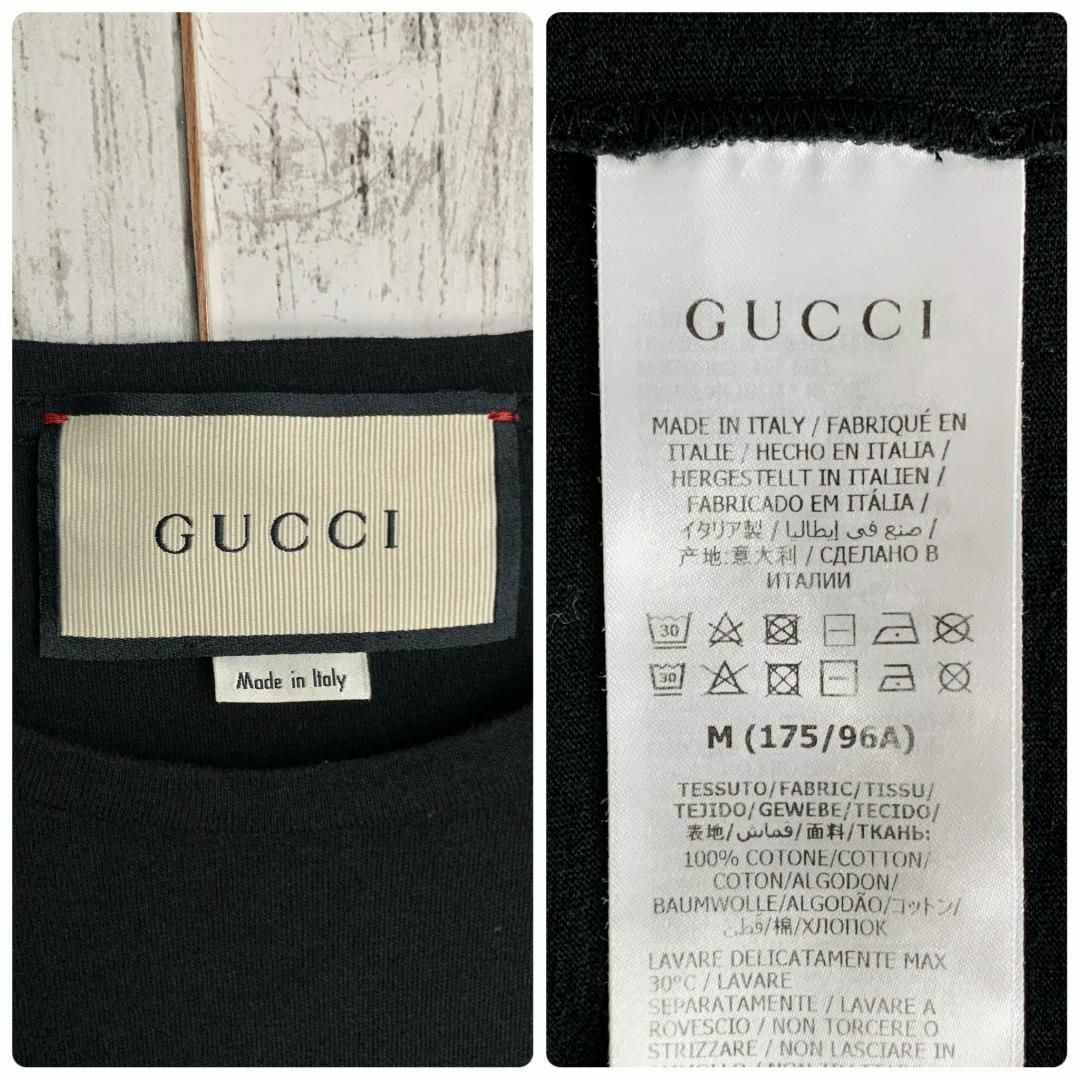 GUCCI
Made in Italy
GUCCI
MADE IN ITALY / FABRIQUÉ EN
ITALIE / HECHO EN ITALIA /
HERGESTELLT IN ITALIEN /
FABRICADO EM ITÁLIA /
イタリア製 / صنع في إيطاليا /
产地:意大利 / СДЕЛАНО В
ИТАЛИИ
30
30
M (175/96A)
TESSUTO/FABRIC/TISSU/
TEJIDO/GEWEBE/TECIDO/
表地/قماش/面料/ТКАНЬ:
100% COTONE/COTTON/
COTON/ALGODON/
BAUMWOLLE/ALGODÃO/コットン/
قطن/棉/ХЛОПОК
LAVARE DELICATAMENTE MAX
30°C / LAVARE
SEPARATAMENTE / LAVARE A
ROVESCIO / NON TORCERE O
STRIZZARE / NON LASCIARE IN